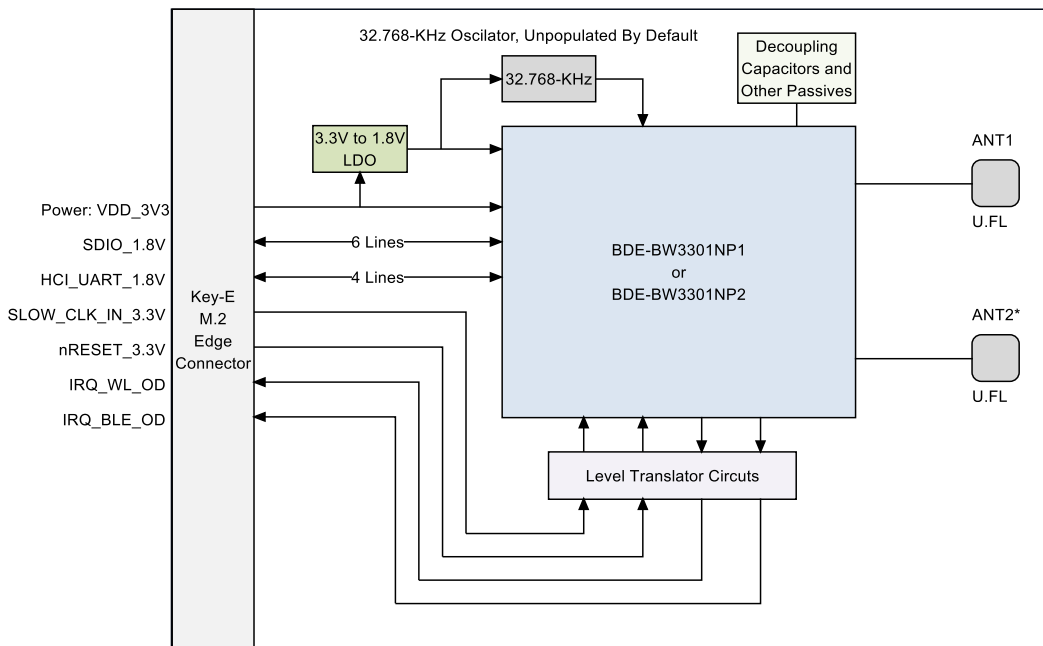 32.768-KHz Oscilator, Unpopulated By Default
Decoupling
Capacitors and
Other Passives
32.768-KHz
3.3V to 1.8V
LDO
ANT1
U.FL
Power: VDD_3V3
SDIO_1.8V
6 Lines
HCI_UART_1.8V
4 Lines
SLOW_CLK_IN_3.3V
nRESET_3.3V
IRQ_WL_OD
IRQ_BLE_OD
Key-E
M.2
Edge
Connector
BDE-BW3301NP1
or
BDE-BW3301NP2
ANT2*
U.FL
Level Translator Circuts